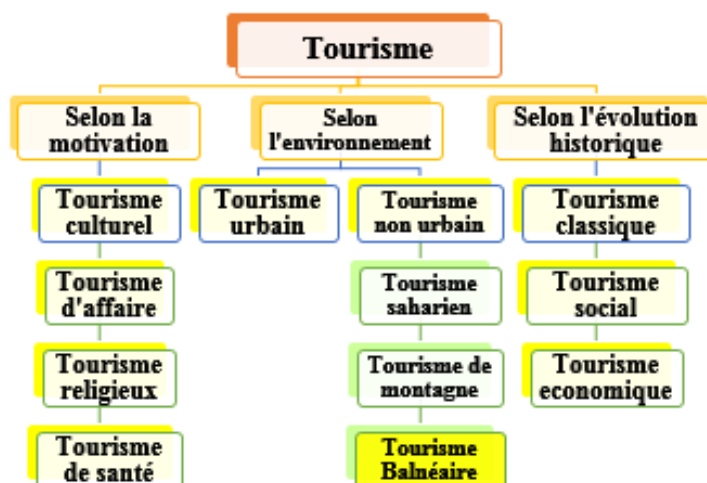 Tourisme
Selon la
motivation
Selon
l'environnement
Selon l'évolution
historique
Tourisme
culturel
Tourisme
urbain
Tourisme
non urbain
Tourisme
classique
Tourisme
d'affaire
Tourisme
saharien
Tourisme
social
Tourisme
religieux
Tourisme de
montagne
Tourisme
economique
Tourisme
de santé
Tourisme
Balnéaire